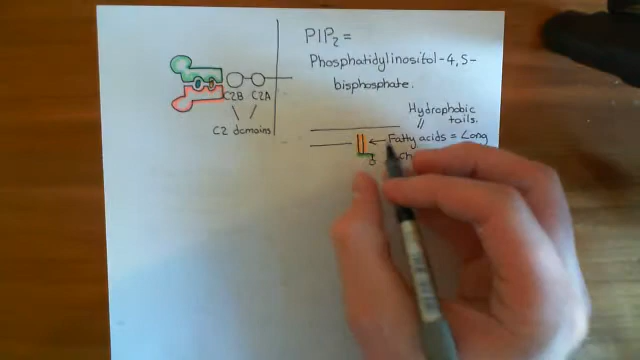 PIP2 =
Phosphatidylinositol-4,5-
bisphosphate.
C2B C2A
C2 domains
Hydrophobic
tails.
Fatty acids = Long